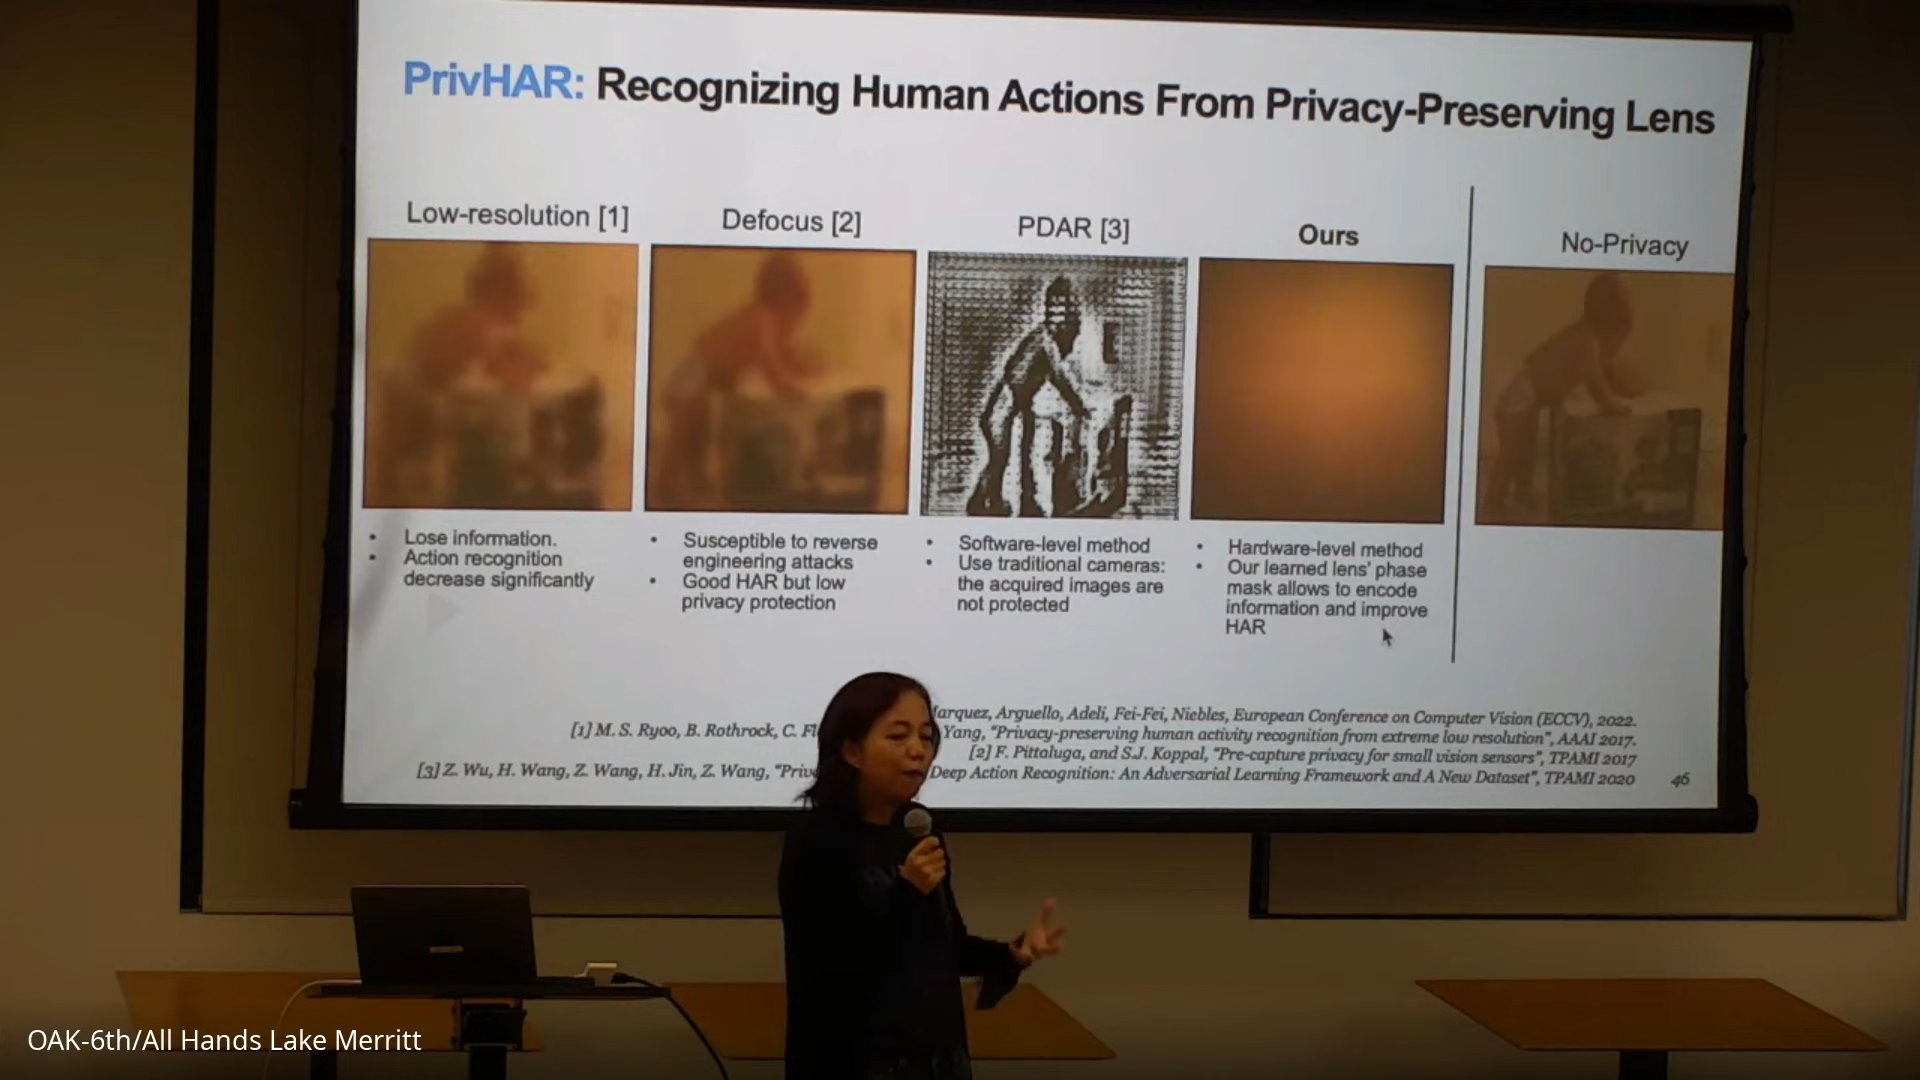 PrivHAR: Recognizing Human Actions From Privacy-Preserving Lens
Low-resolution [1]
Defocus [2]
PDAR [3]
Ours
No-Privacy
• Lose information.
• Action recognition
decrease significantly
• Susceptible to reverse
engineering attacks
• Good HAR but low
privacy protection
• Software-level method
• Use traditional cameras:
the acquired images are
not protected
• Hardware-level method
• Our learned lens' phase
mask allows to encode
information and improve
HAR
Arguello, Adeli, Fei-Fei, Niebles, European Conference on Computer Vision (ECCV), 2022.
[1] M. S. Ryoo, B. Rothrock, C. Yang, "Privacy-preserving human activity recognition from extreme low resolution", AAAI 2017.
[2] F. Pittaluga, and S.J. Koppal, "Pre-capture privacy for small vision sensors", TPAMI 2017
[3] Z. Wu, H. Wang, Z. Wang, H. Jin, Z. Wang, "Deep Action Recognition: An Adversarial Learning Framework and A New Dataset", TPAMI 2020
46
OAK-6th/All Hands Lake Merritt